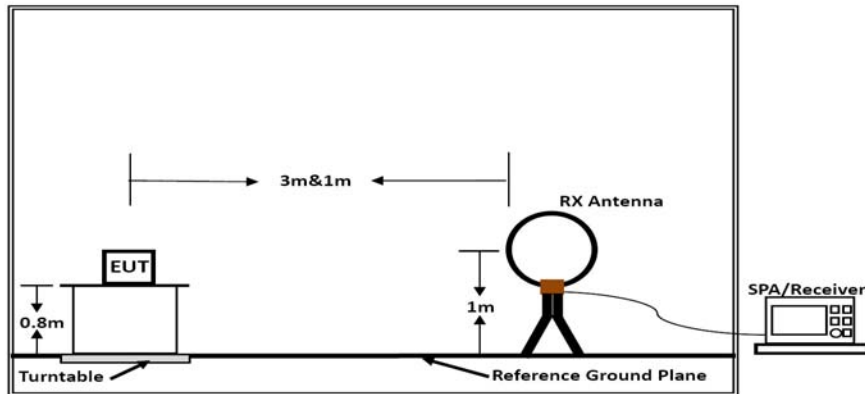 3m&1m
RX Antenna
EUT
SPA/Receiver
0.8m
1m
Turntable
Reference Ground Plane